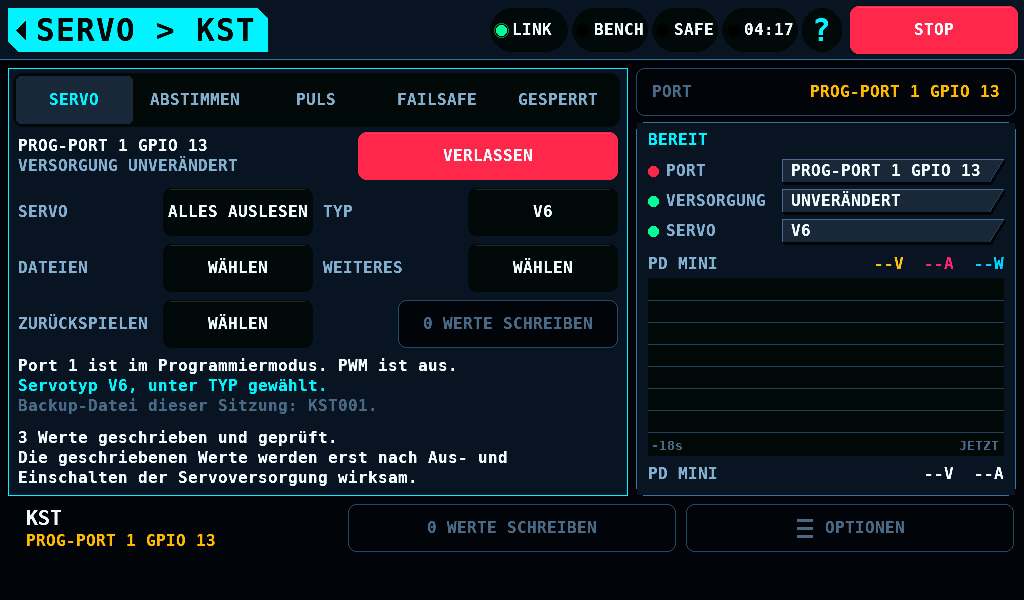 SERVO > KST
LINK
BENCH
SAFE
04:17
?
STOP
SERVO
ABSTIMMEN
PULS
FAILSAFE
GESPERRT
PORT
PROG-PORT 1 GPIO 13
PROG-PORT 1 GPIO 13
VERSORGUNG UNVERÄNDERT
VERLASSEN
BEREIT
PORT
PROG-PORT 1 GPIO 13
VERSORGUNG
UNVERÄNDERT
SERVO
V6
SERVO
ALLES AUSLESEN
TYP
V6
DATEIEN
WÄHLEN
WEITERES
WÄHLEN
ZURÜCKSPIELEN
WÄHLEN
0 WERTE SCHREIBEN
PD MINI
--V
--A
--W
Port 1 ist im Programmiermodus. PWM ist aus.
Servotyp V6, unter TYP gewählt.
Backup-Datei dieser Sitzung: KST001.
3 Werte geschrieben und geprüft.
Die geschriebenen Werte werden erst nach Aus- und
Einschalten der Servoversorgung wirksam.
-18s
JETZT
PD MINI
--V
--A
KST
PROG-PORT 1 GPIO 13
0 WERTE SCHREIBEN
OPTIONEN